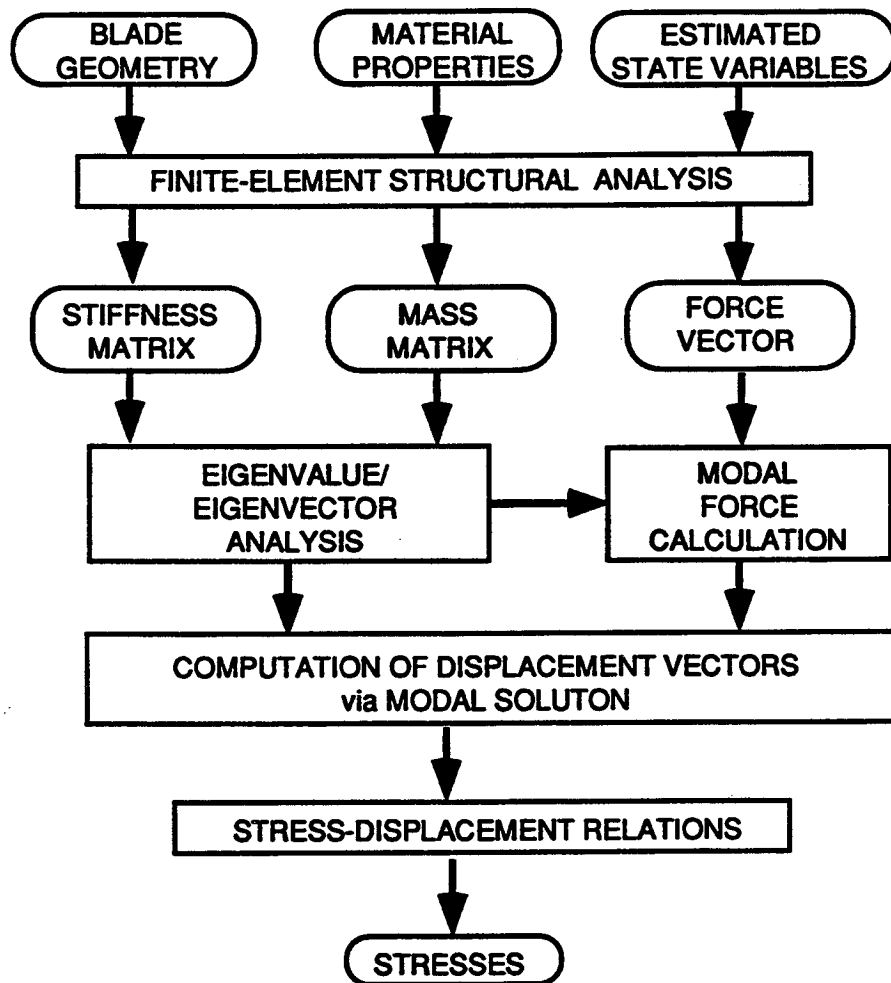 BLADE
GEOMETRY
MATERIAL
PROPERTIES
ESTIMATED
STATE VARIABLES
FINITE-ELEMENT STRUCTURAL ANALYSIS
STIFFNESS
MATRIX
MASS
MATRIX
FORCE
VECTOR
EIGENVALUE/
EIGENVECTOR
ANALYSIS
MODAL
FORCE
CALCULATION
COMPUTATION OF DISPLACEMENT VECTORS
via MODAL SOLUTON
STRESS-DISPLACEMENT RELATIONS
STRESSES